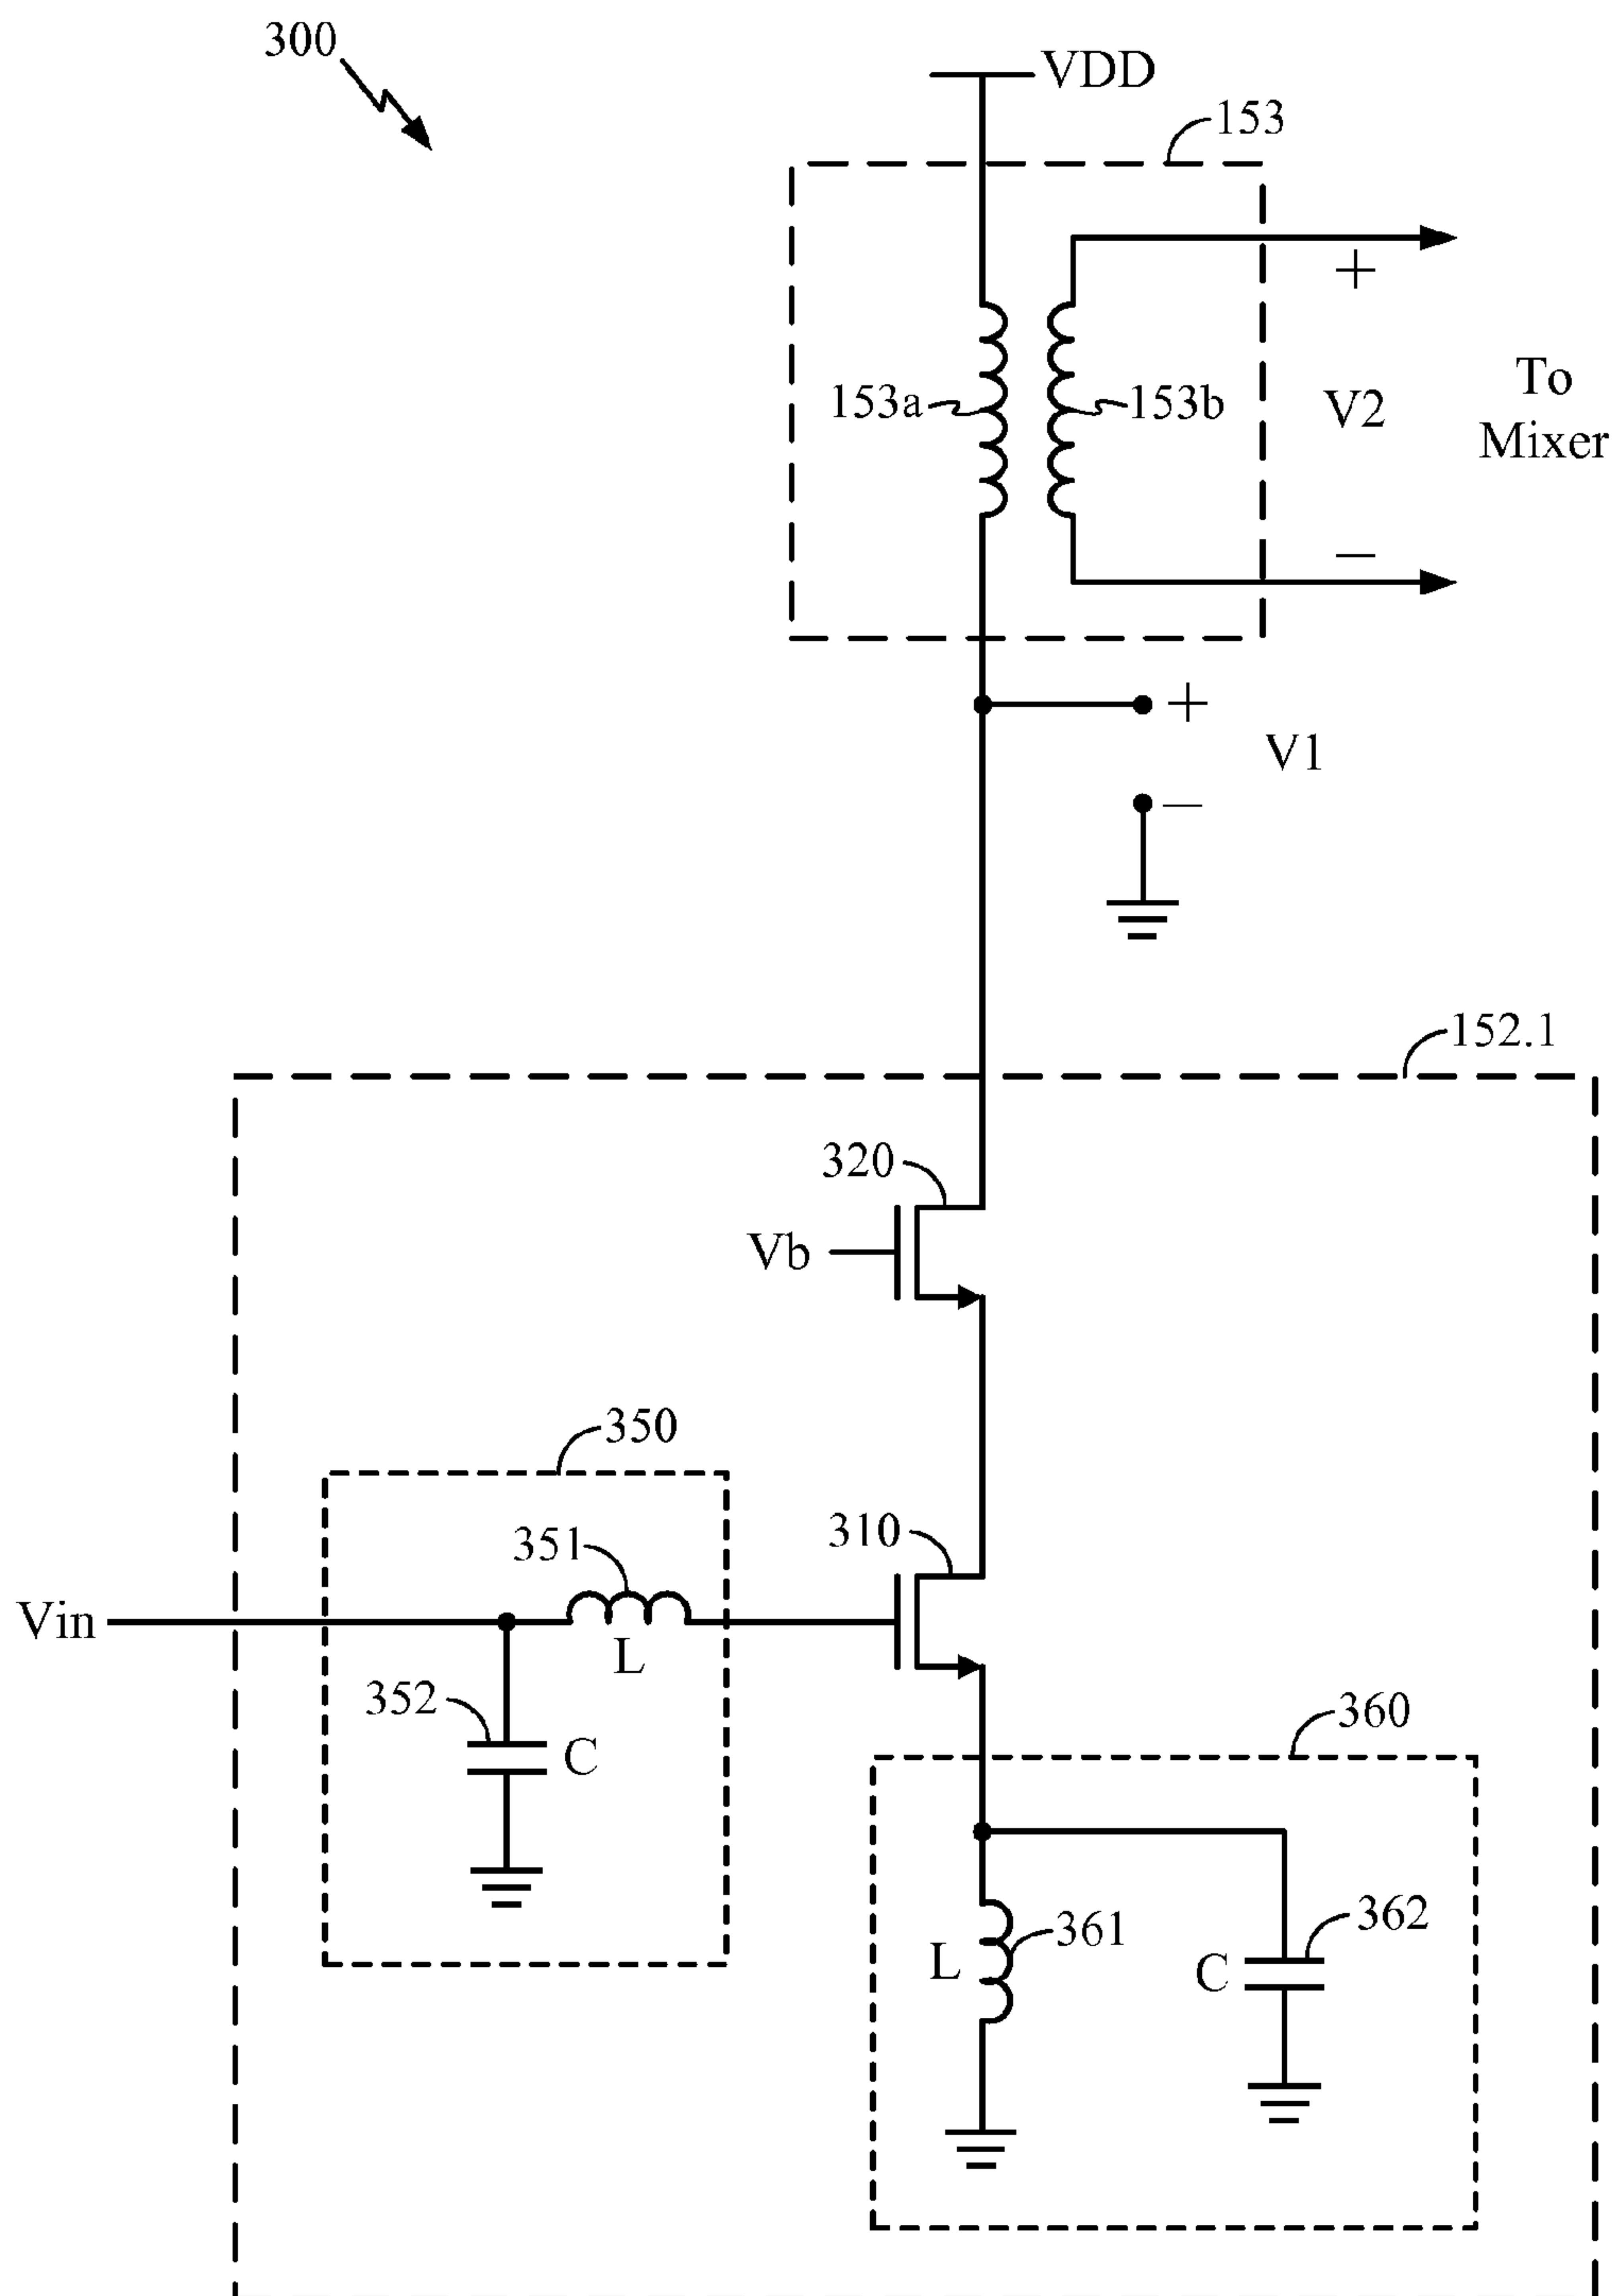 300
VDD
153
+
153a
153b
V2
To
Mixer
—
+
V1
—
152.1
320
Vb
350
351
310
Vin
L
352
C
360
L
361
C
362